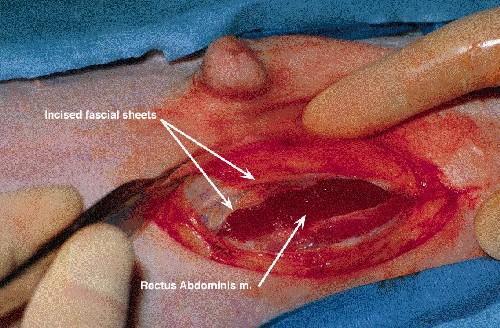 Incised fascial sheets
Rectus Abdominis m.